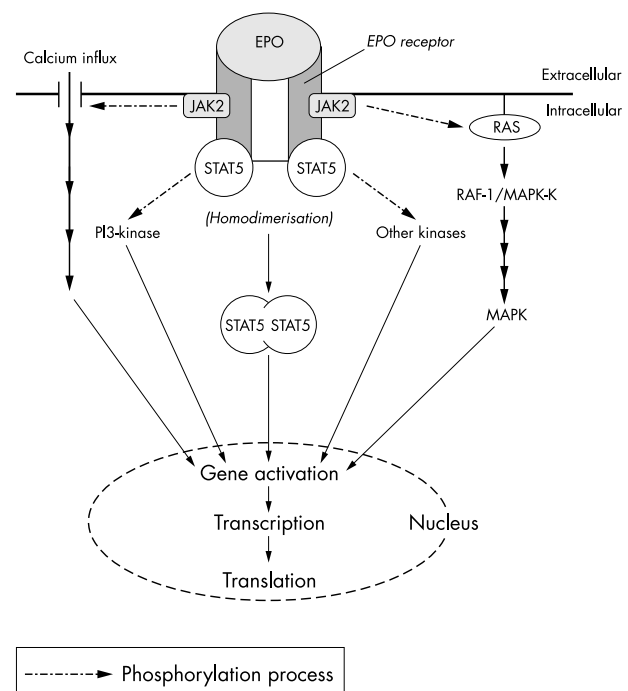 EPO
EPO receptor
Calcium influx
Extracellular
JAK2
JAK2
Intracellular
RAS
STAT5
STAT5
RAF-1/MAPK-K
(Homodimerisation)
PI3-kinase
Other kinases
STAT5
STAT5
MAPK
Gene activation
Transcription
Nucleus
Translation
Phosphorylation process